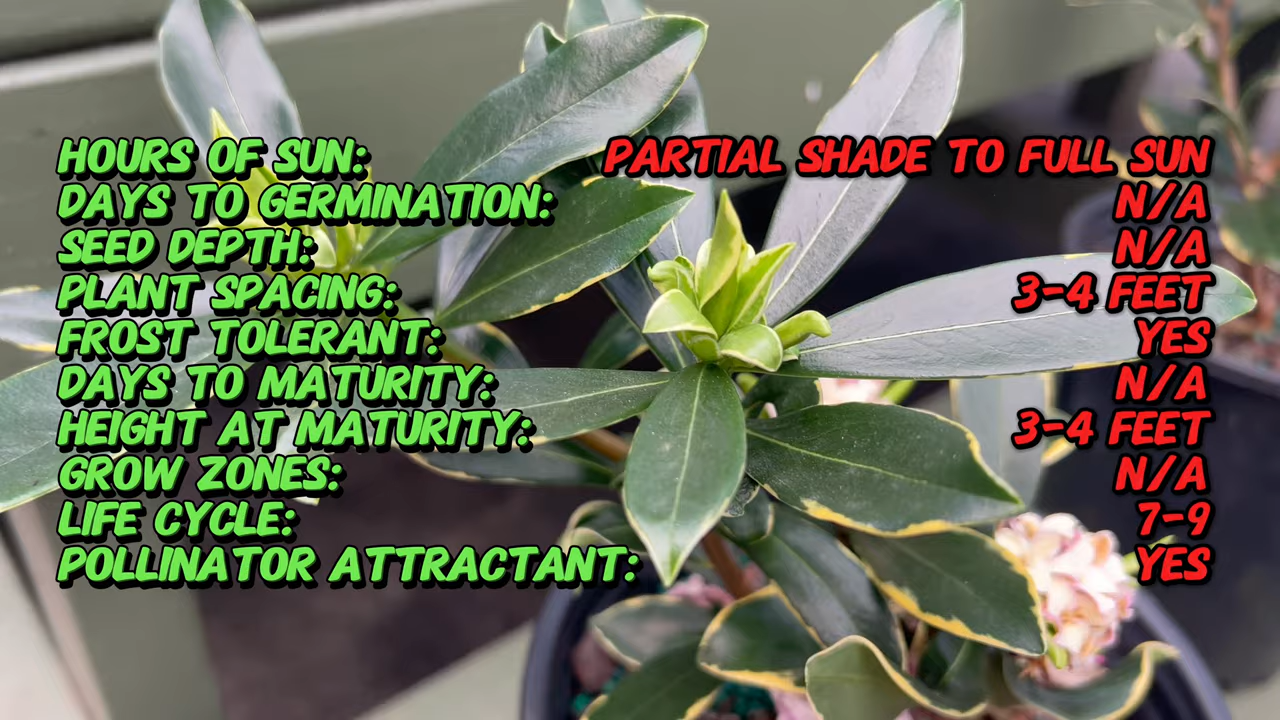 HOURS OF SUN: PARTIAL SHADE TO FULL SUN
DAYS TO GERMINATION: N/A
SEED DEPTH: N/A
PLANT SPACING: 3-4 FEET
FROST TOLERANT: YES
DAYS TO MATURITY: N/A
HEIGHT AT MATURITY: 3-4 FEET
GROW ZONES: N/A
LIFE CYCLE: 7-9
POLLINATOR ATTRACTANT: YES